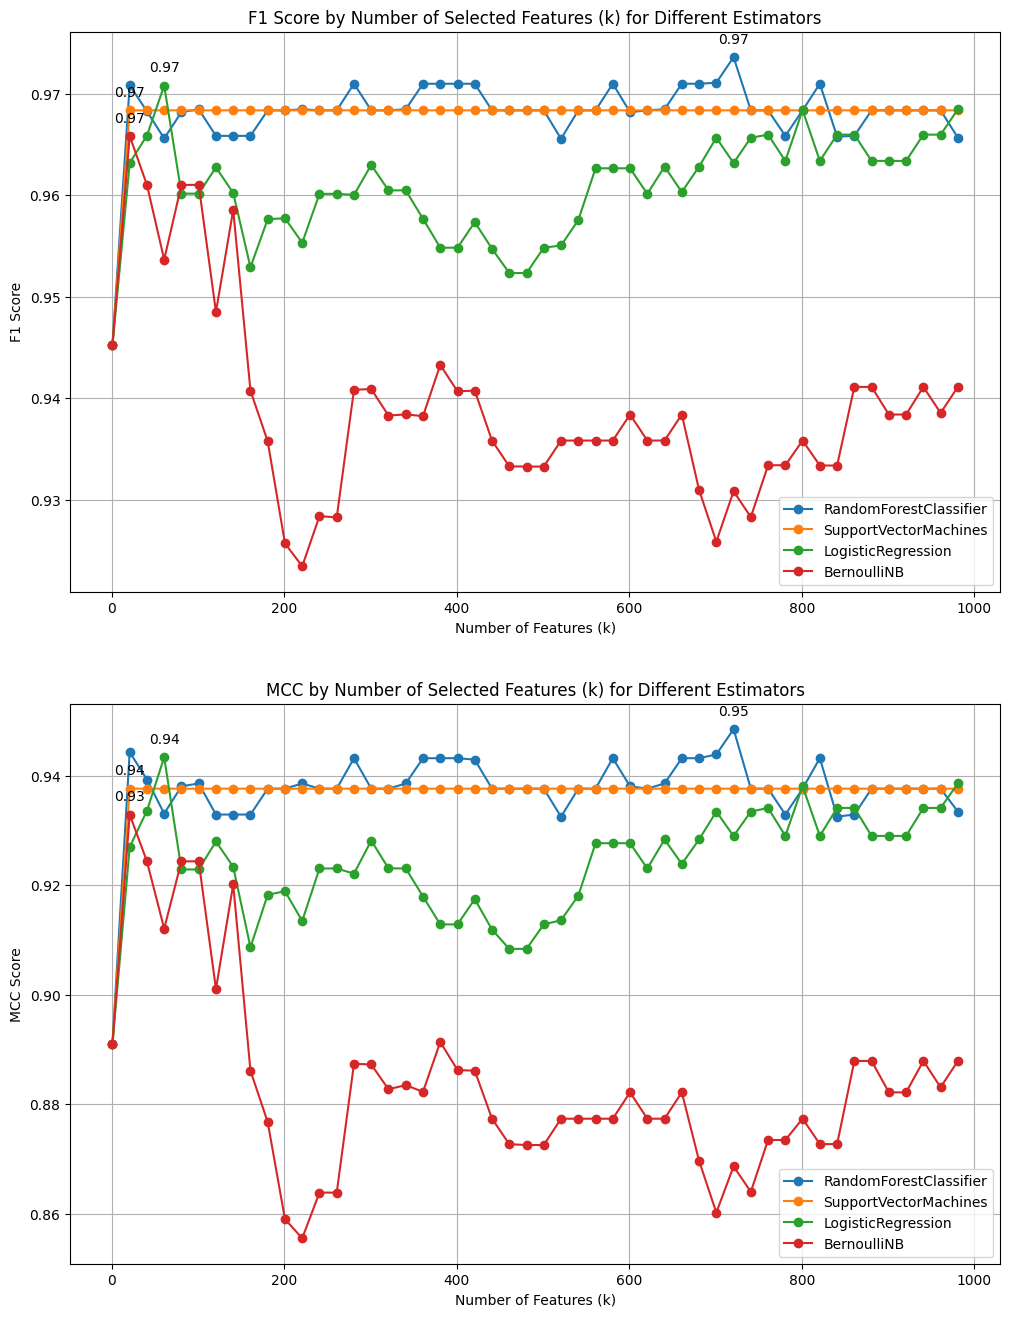 F1 Score by Number of Selected Features (k) for Different Estimators
0.97
0.97
0.97
0.97
0.97
0.96
0.95
0.94
0.93
F1 Score
RandomForestClassifier
SupportVectorMachines
LogisticRegression
BernoulliNB
0 200 400 600 800 1000
Number of Features (k)
MCC by Number of Selected Features (k) for Different Estimators
0.95
0.94
0.94
0.93
0.94
0.92
0.90
0.88
0.86
MCC Score
RandomForestClassifier
SupportVectorMachines
LogisticRegression
BernoulliNB
0 200 400 600 800 1000
Number of Features (k)